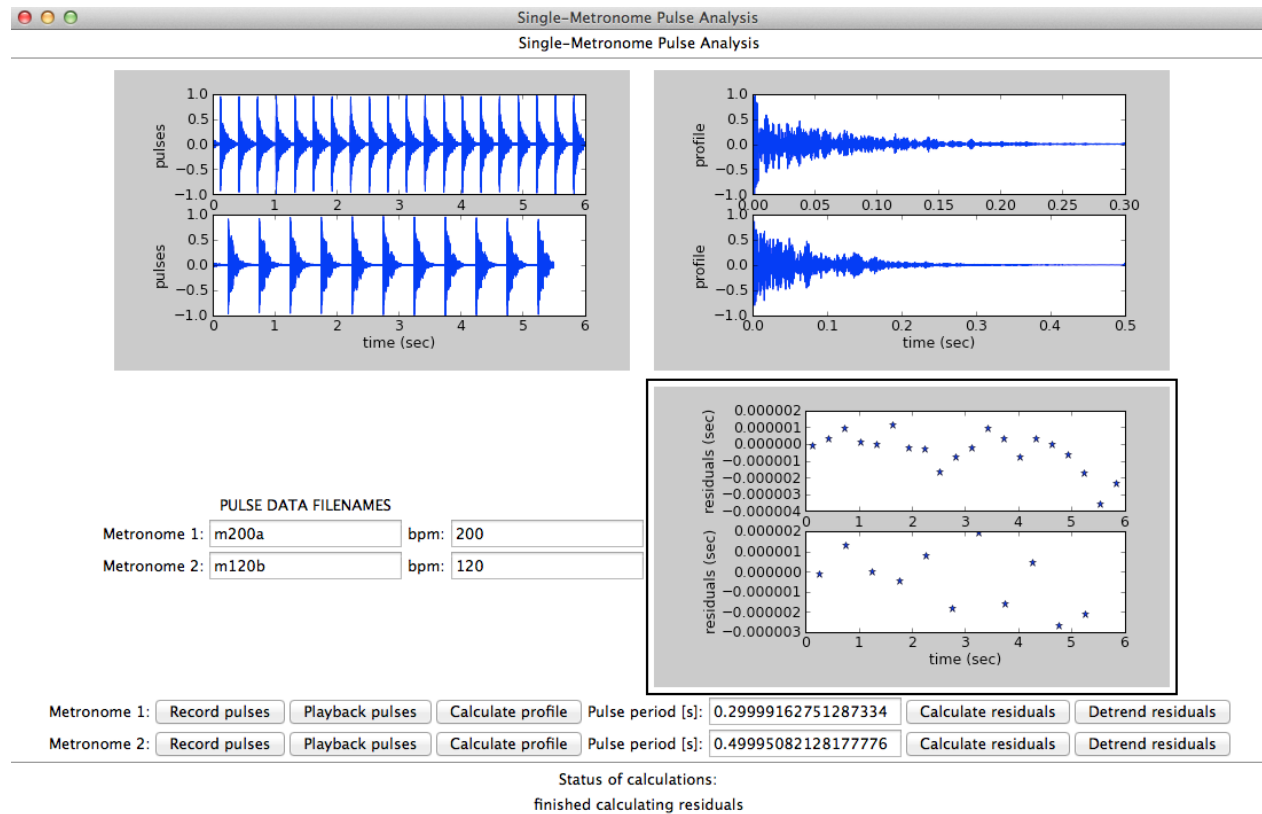 Single-Metronome Pulse Analysis
Single-Metronome Pulse Analysis
pulses
1.0
0.5
0.0
−0.5
−1.0
0 1 2 3 4 5 6
pulses
1.0
0.5
0.0
−0.5
−1.0
0 1 2 3 4 5 6
time (sec)
profile
1.0
0.5
0.0
−0.5
−1.0
0.00 0.05 0.10 0.15 0.20 0.25 0.30
profile
1.0
0.5
0.0
−0.5
−1.0
0.0 0.1 0.2 0.3 0.4 0.5
time (sec)
residuals (sec)
0.000002
0.000001
0.000000
−0.000001
−0.000002
−0.000003
−0.000004
0 1 2 3 4 5 6
residuals (sec)
0.000002
0.000001
0.000000
−0.000001
−0.000002
−0.000003
0 1 2 3 4 5 6
time (sec)
PULSE DATA FILENAMES
Metronome 1: m200a bpm: 200
Metronome 2: m120b bpm: 120
Metronome 1: Record pulses Playback pulses Calculate profile Pulse period [s]: 0.29999162751287334 Calculate residuals Detrend residuals
Metronome 2: Record pulses Playback pulses Calculate profile Pulse period [s]: 0.49995082128177776 Calculate residuals Detrend residuals
Status of calculations:
finished calculating residuals